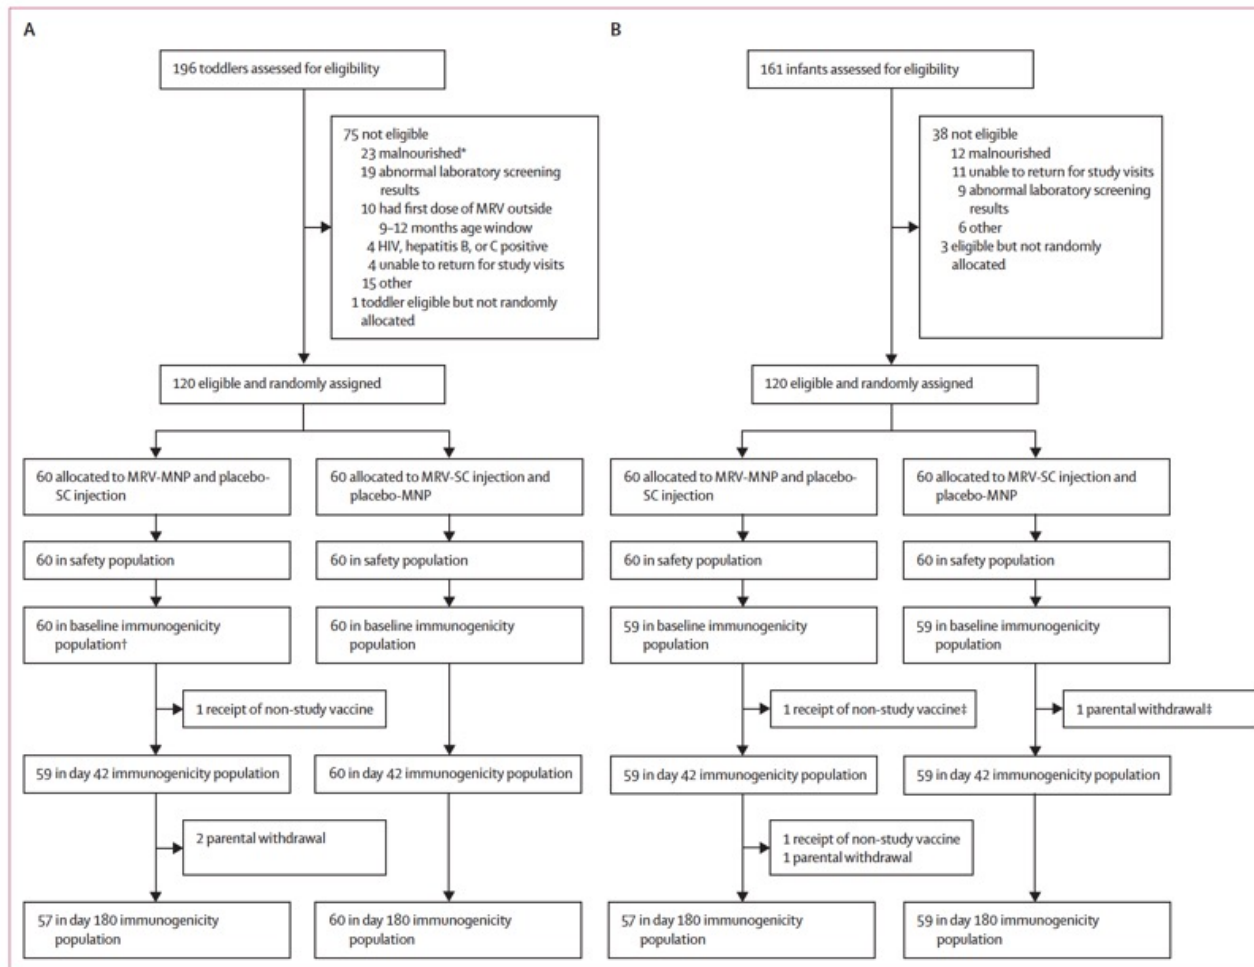 A
196 toddlers assessed for eligibility
75 not eligible
23 malnourished*
19 abnormal laboratory screening
results
10 had first dose of MRV outside
9–12 months age window
4 HIV, hepatitis B, or C positive
4 unable to return for study visits
15 other
1 toddler eligible but not randomly
allocated
120 eligible and randomly assigned
60 allocated to MRV-MNP and placebo-
SC injection
60 allocated to MRV-SC injection and
placebo-MNP
60 in safety population
60 in safety population
60 in baseline immunogenicity
population†
60 in baseline immunogenicity
population
1 receipt of non-study vaccine
59 in day 42 immunogenicity population
60 in day 42 immunogenicity population
2 parental withdrawal
57 in day 180 immunogenicity
population
60 in day 180 immunogenicity
population
B
161 infants assessed for eligibility
38 not eligible
12 malnourished
11 unable to return for study visits
9 abnormal laboratory screening
results
6 other
3 eligible but not randomly
allocated
120 eligible and randomly assigned
60 allocated to MRV-MNP and placebo-
SC injection
60 allocated to MRV-SC injection and
placebo-MNP
60 in safety population
60 in safety population
59 in baseline immunogenicity
population
59 in baseline immunogenicity
population
1 receipt of non-study vaccine‡
1 parental withdrawal‡
59 in day 42 immunogenicity population
59 in day 42 immunogenicity population
1 receipt of non-study vaccine
1 parental withdrawal
57 in day 180 immunogenicity
population
59 in day 180 immunogenicity
population